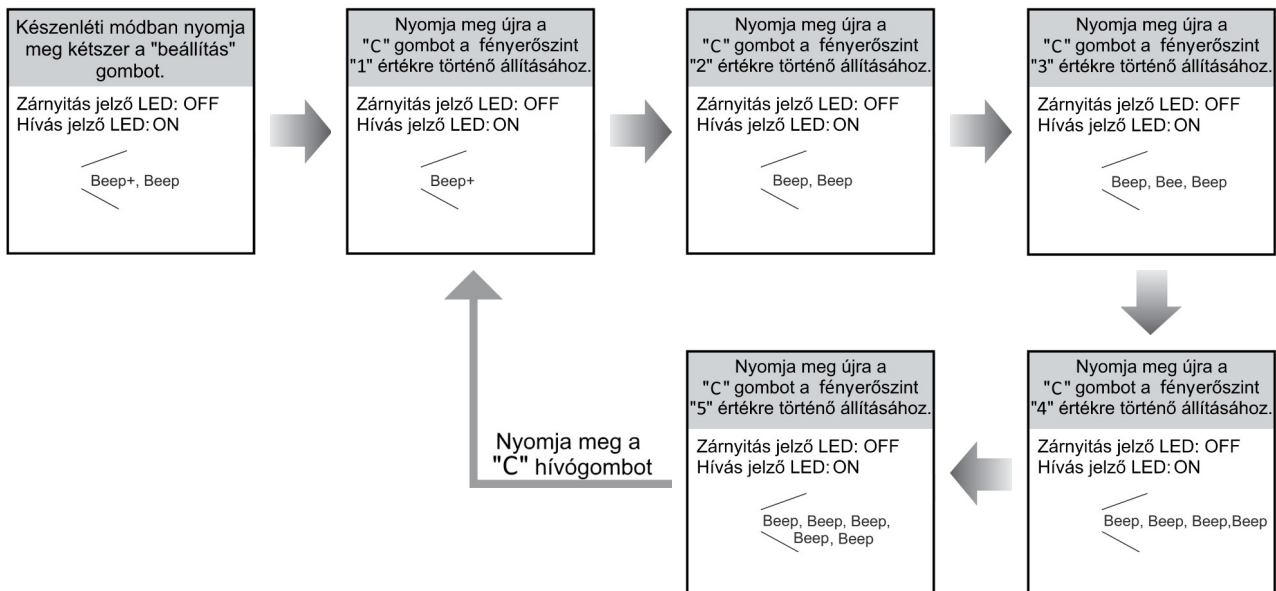 Készenléti módban nyomja
meg kétszer a "beállítás"
gombot.
Zárnyitás jelző LED: OFF
Hívás jelző LED: ON
Beep+, Beep
Nyomja meg újra a
"C" gombot a fényerőszint
"1" értékre történő állításához.
Zárnyitás jelző LED: OFF
Hívás jelző LED: ON
Beep+
Nyomja meg újra a
"C" gombot a fényerőszint
"2" értékre történő állításához.
Zárnyitás jelző LED: OFF
Hívás jelző LED: ON
Beep, Beep
Nyomja meg újra a
"C" gombot a fényerőszint
"3" értékre történő állításához.
Zárnyitás jelző LED: OFF
Hívás jelző LED: ON
Beep, Bee, Beep
Nyomja meg újra a
"C" gombot a fényerőszint
"4" értékre történő állításához.
Zárnyitás jelző LED: OFF
Hívás jelző LED: ON
Beep, Beep, Beep,Beep
Nyomja meg újra a
"C" gombot a fényerőszint
"5" értékre történő állításához.
Zárnyitás jelző LED: OFF
Hívás jelző LED: ON
Beep, Beep, Beep,
Beep, Beep
Nyomja meg a
"C" hívógombot